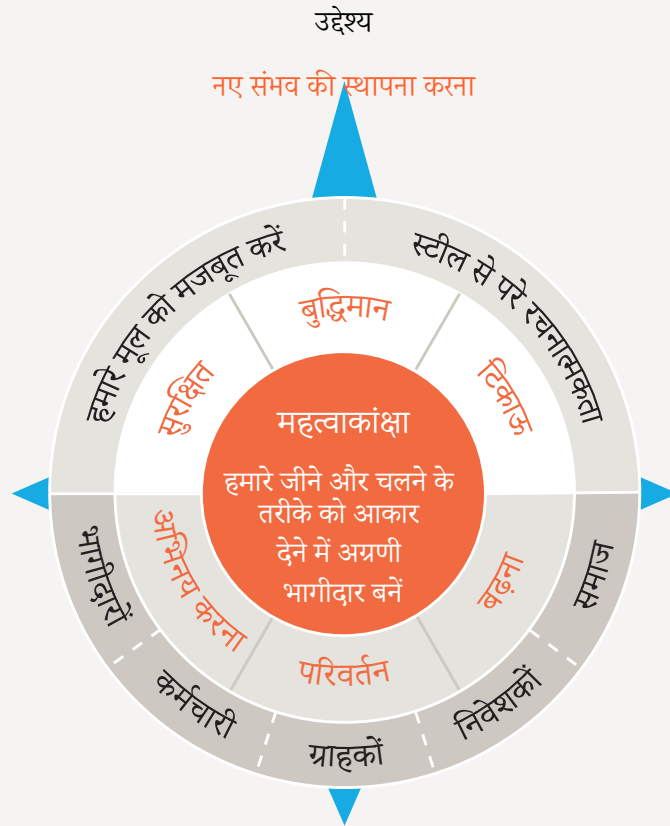 उद्देश्य
नए संभव की स्थापना करना
हमारे मूल को मजबूत करें
स्टील से परे रचनात्मकता
सुरक्षित
बुद्धिमान
टिकाऊ
महत्वाकांक्षा
हमारे जीने और चलने के
तरीके को आकार
देने में अग्रणी
भागीदार बनें
अभिनय करना
परिवर्तन
बढ़ना
भागीदारों
कर्मचारी
ग्राहकों
निवेशकों
समाज